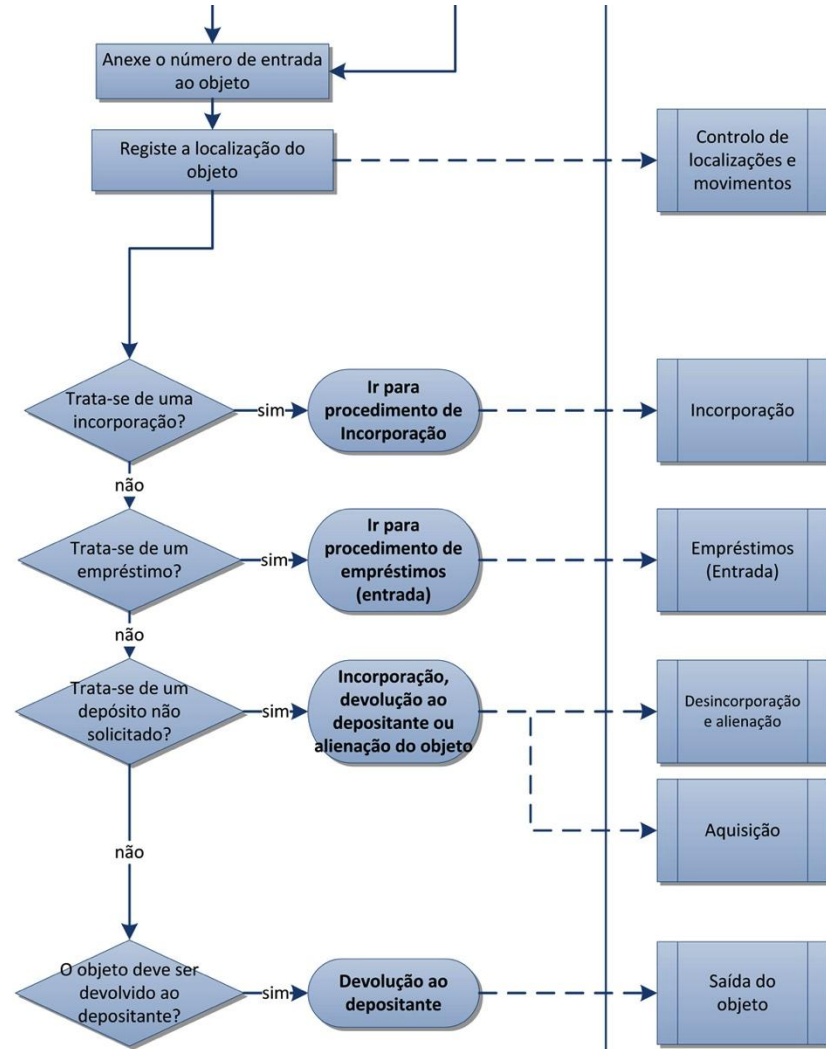 Anexe o número de entrada
ao objeto
Registe a localização do
objeto
Controlo de
localizações e
movimentos
Trata-se de uma
incorporação?
sim
Ir para
procedimento de
Incorporação
Incorporação
não
Trata-se de um
empréstimo?
sim
Ir para
procedimento de
empréstimos
(entrada)
Empréstimos
(Entrada)
não
Trata-se de um
depósito não
solicitado?
sim
Incorporação,
devolução ao
depositante ou
alienação do objeto
Desincorporação
e alienação
Aquisição
não
O objeto deve ser
devolvido ao
depositante?
sim
Devolução ao
depositante
Saída do
objeto